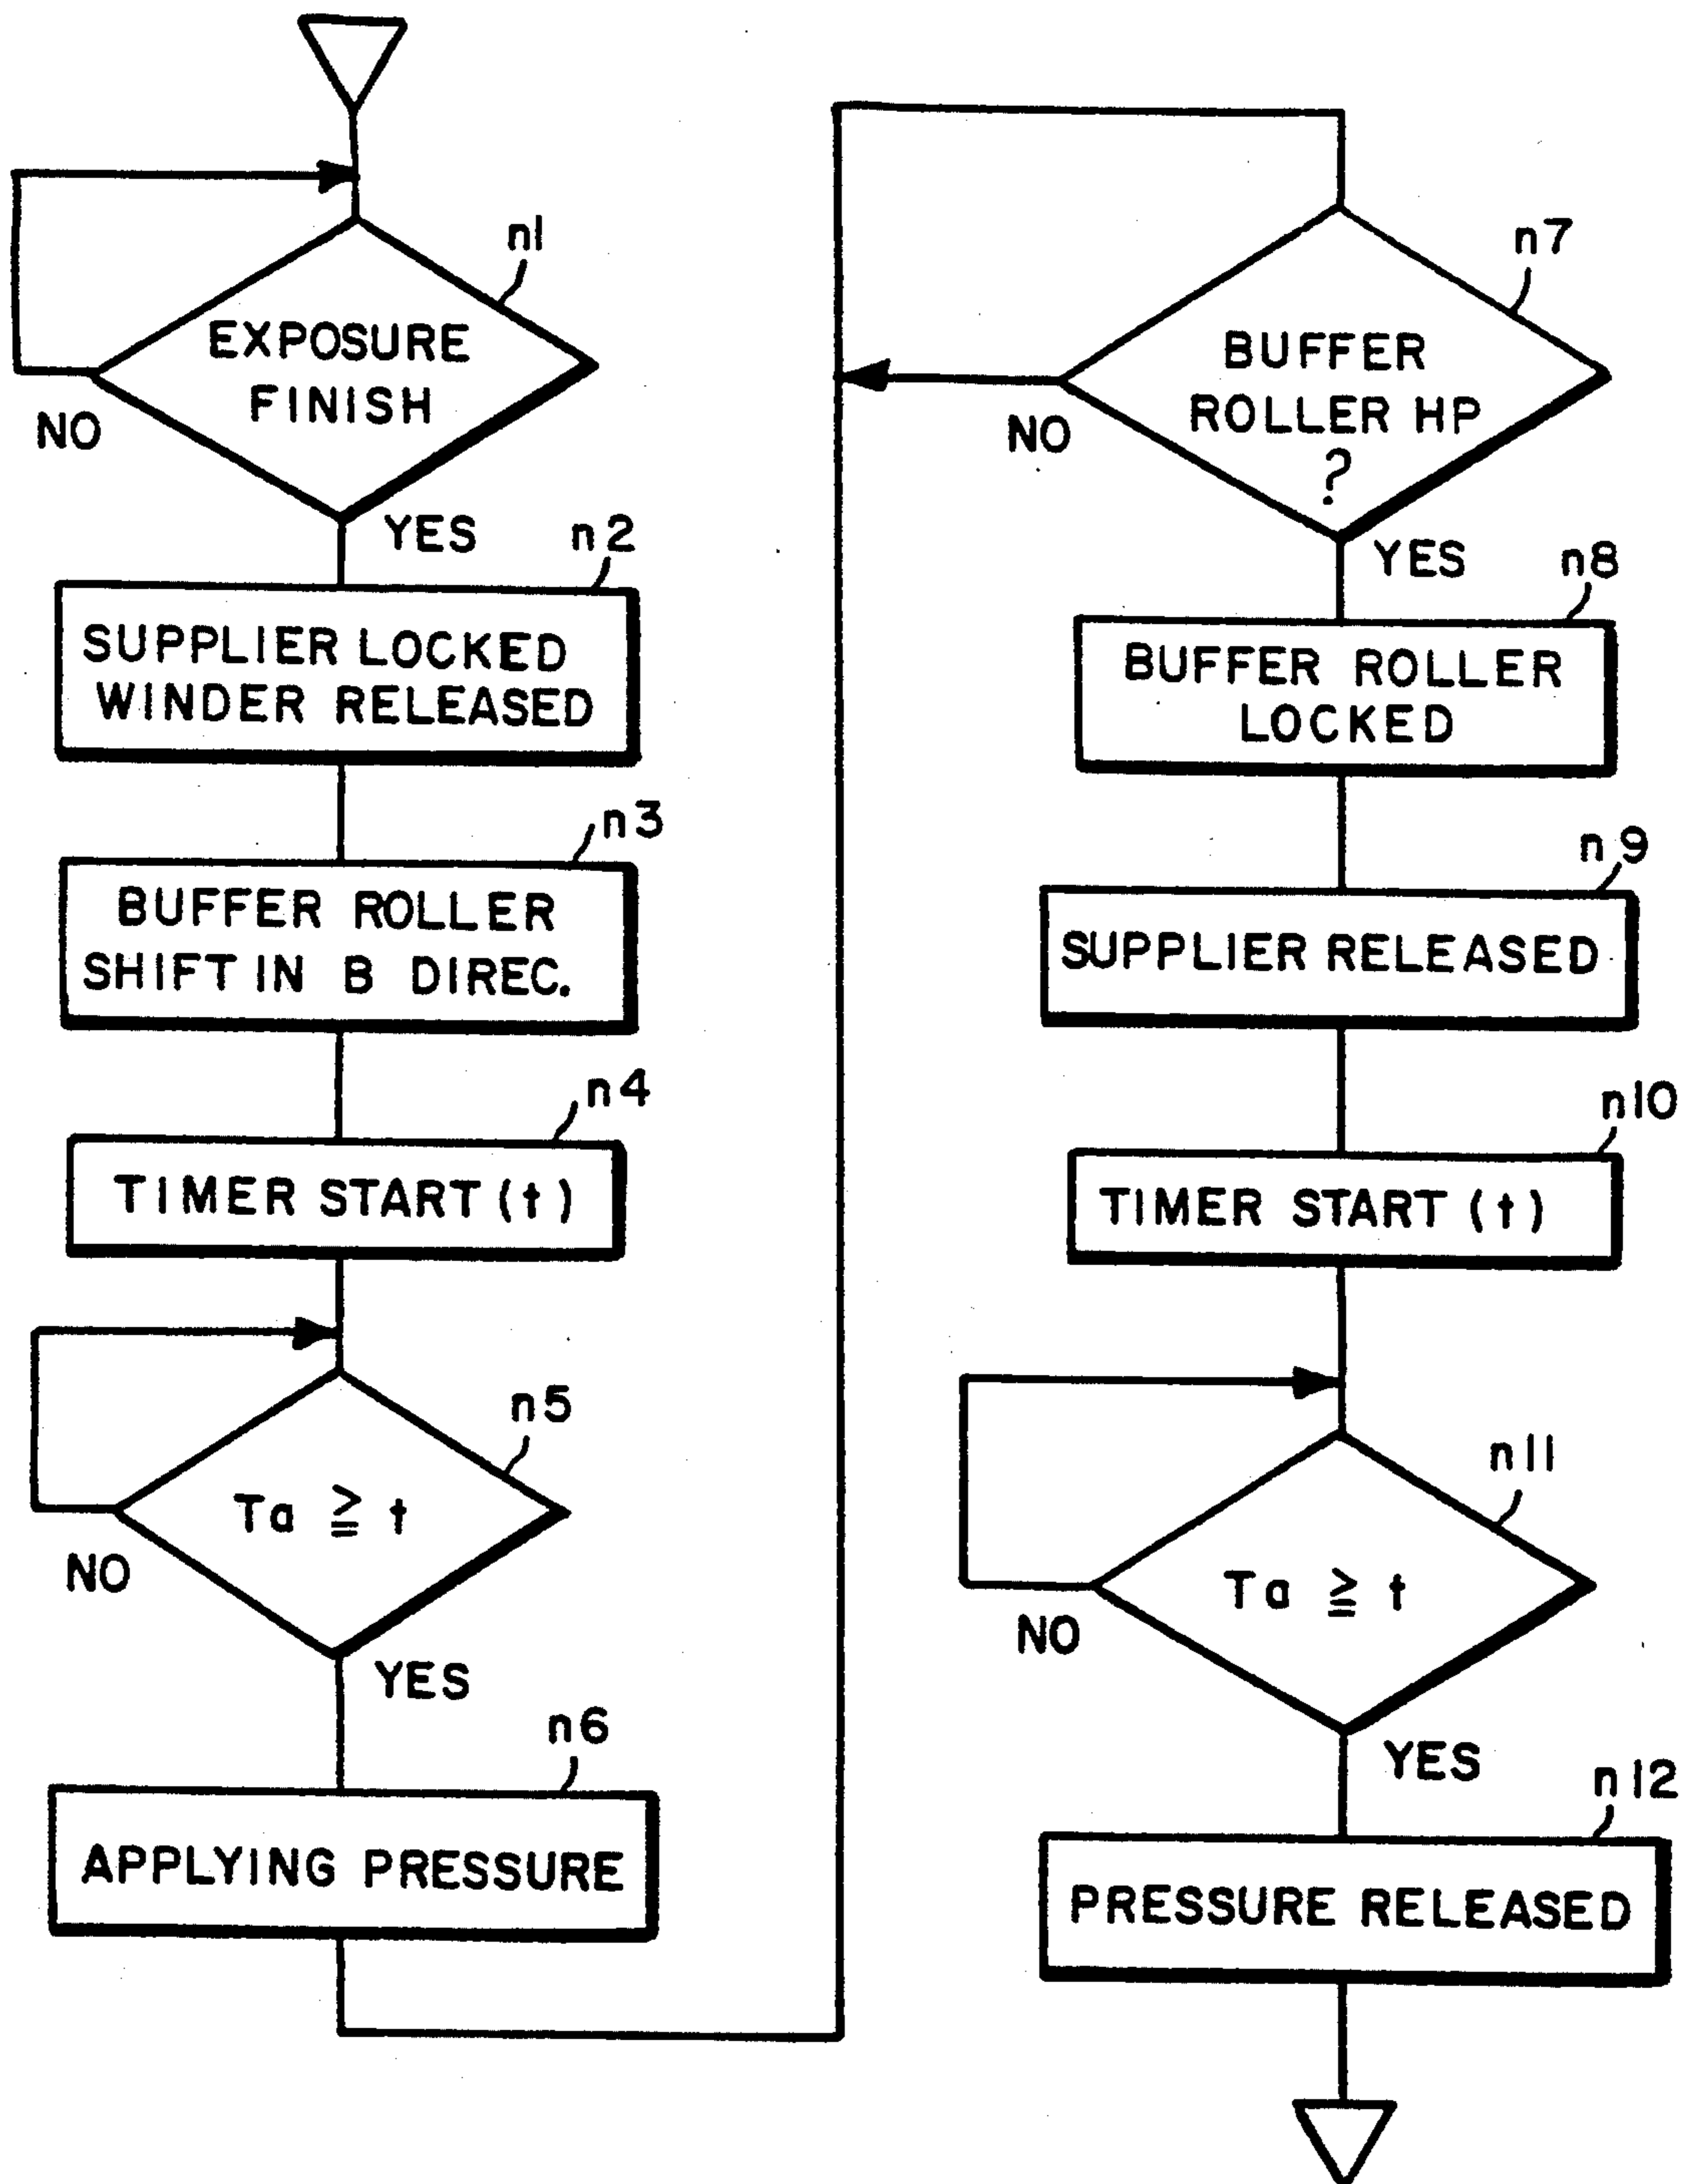 n1
EXPOSURE
FINISH
NO
YES
n2
SUPPLIER LOCKED
WINDER RELEASED
n3
BUFFER ROLLER
SHIFT IN B DIREC.
n4
TIMER START (t)
n5
Ta ≧ t
NO
YES
n6
APPLYING PRESSURE
n7
BUFFER
ROLLER HP
?
NO
YES
n8
BUFFER ROLLER
LOCKED
n9
SUPPLIER RELEASED
n10
TIMER START (t)
n11
Ta ≧ t
NO
YES
n12
PRESSURE RELEASED